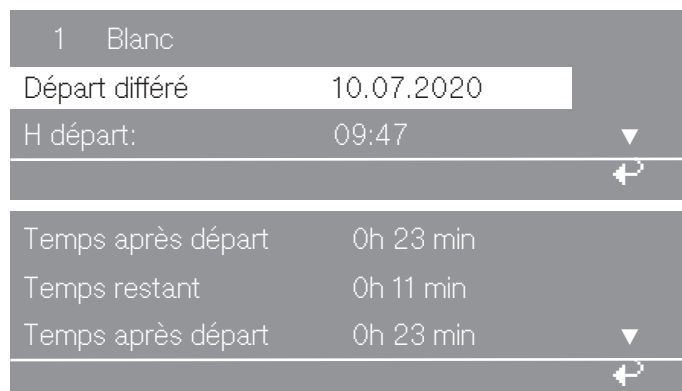 1 Blanc
Départ différé 10.07.2020
H départ: 09:47
Temps après départ 0h 23 min
Temps restant 0h 11 min
Temps après départ 0h 23 min